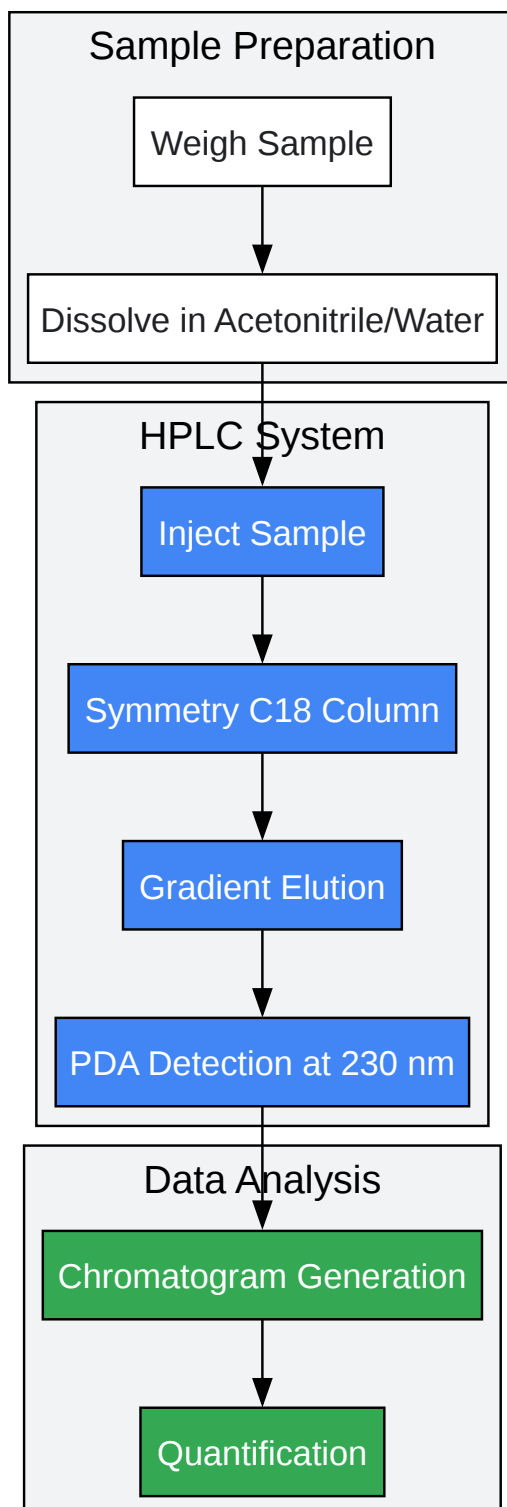 Sample Preparation
Weigh Sample
Dissolve in Acetonitrile/Water
HPLC System
Inject Sample
Symmetry C18 Column
Gradient Elution
PDA Detection at 230 nm
Data Analysis
Chromatogram Generation
Quantification